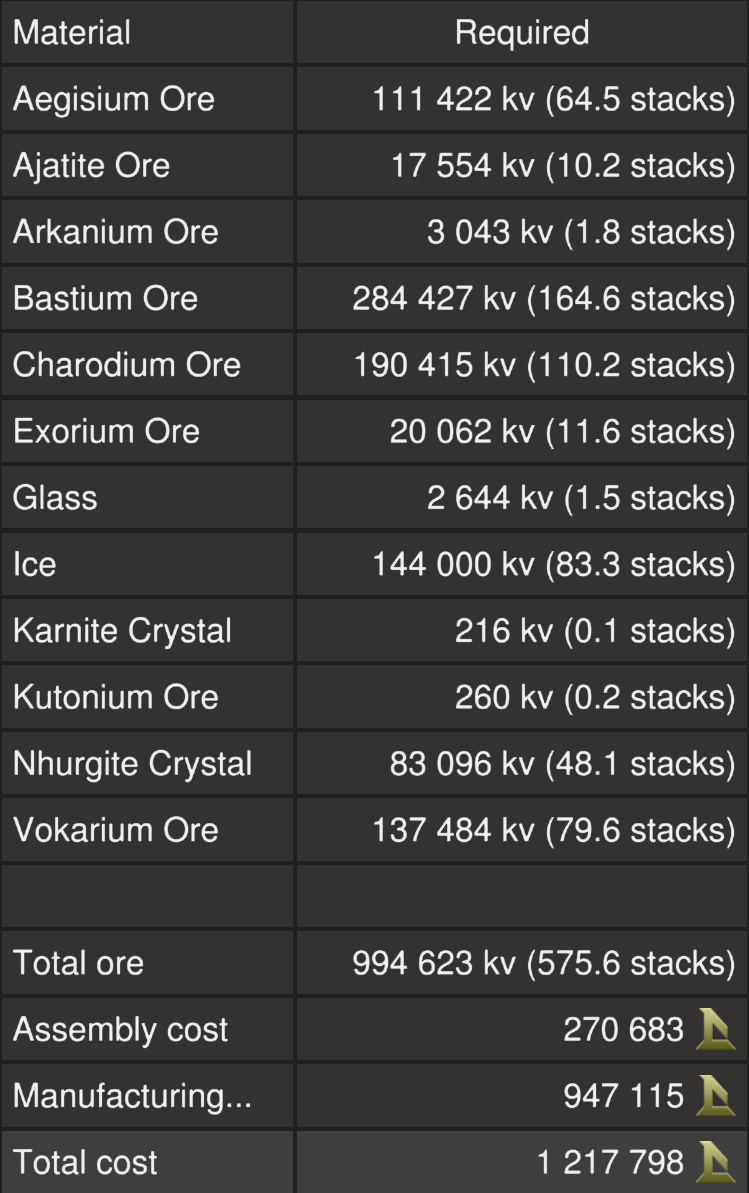 Material Required
Aegisium Ore 111 422 kv (64.5 stacks)
Ajatite Ore 17 554 kv (10.2 stacks)
Arkanium Ore 3 043 kv (1.8 stacks)
Bastium Ore 284 427 kv (164.6 stacks)
Charodium Ore 190 415 kv (110.2 stacks)
Exorium Ore 20 062 kv (11.6 stacks)
Glass 2 644 kv (1.5 stacks)
Ice 144 000 kv (83.3 stacks)
Karnite Crystal 216 kv (0.1 stacks)
Kutonium Ore 260 kv (0.2 stacks)
Nhurgite Crystal 83 096 kv (48.1 stacks)
Vokarium Ore 137 484 kv (79.6 stacks)
Total ore 994 623 kv (575.6 stacks)
Assembly cost 270 683
Manufacturing... 947 115
Total cost 1 217 798